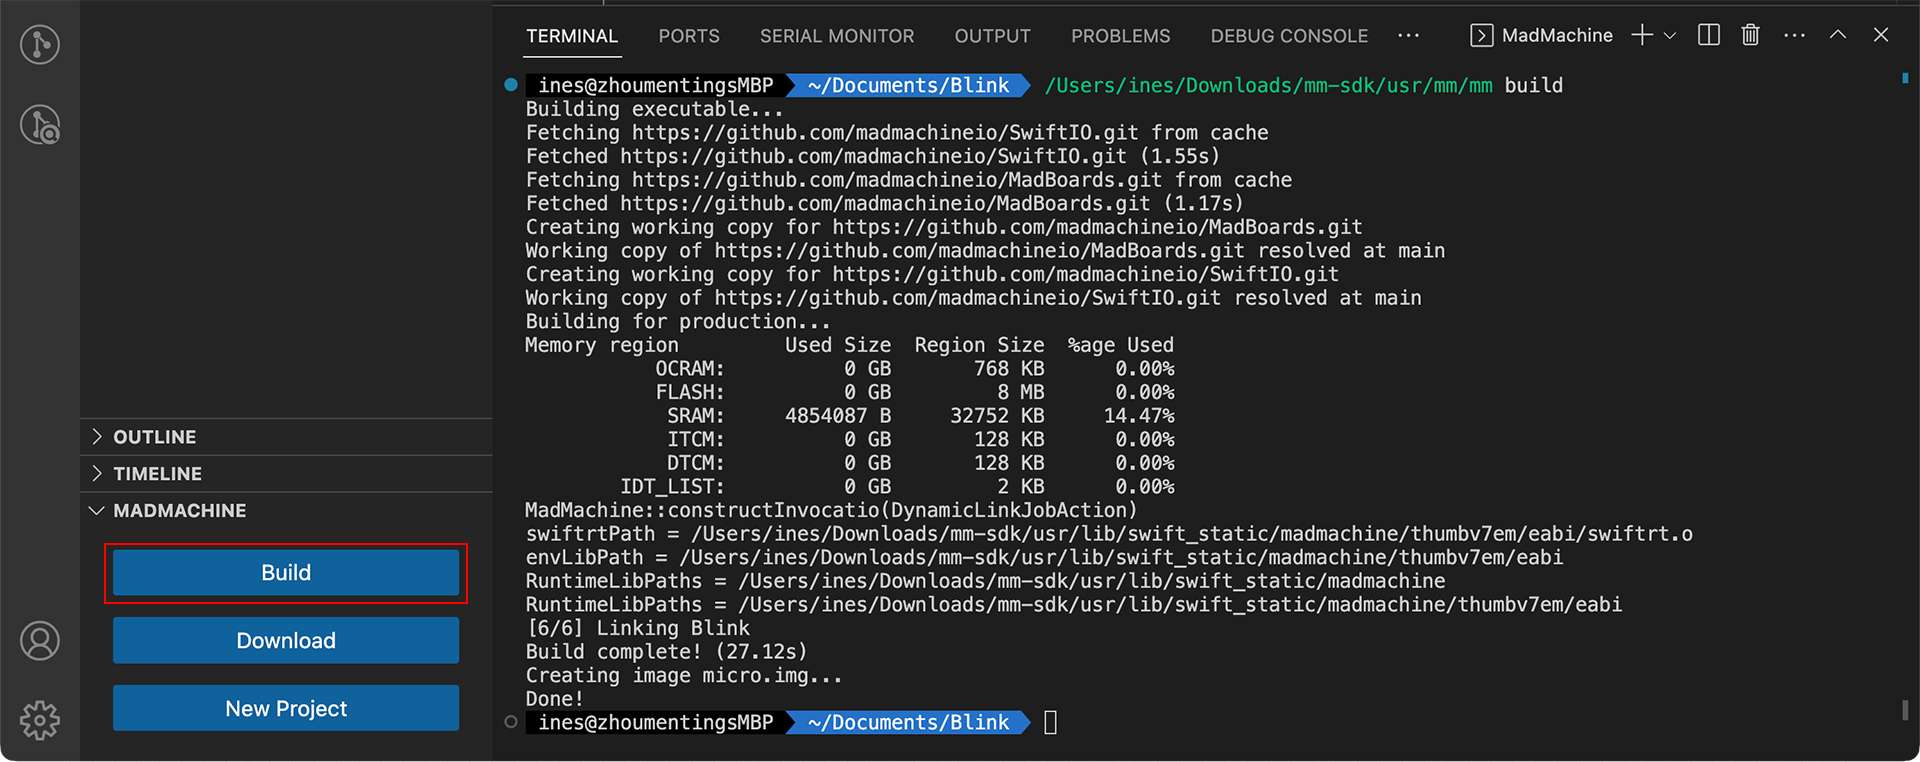 TERMINAL PORTS SERIAL MONITOR OUTPUT PROBLEMS DEBUG CONSOLE ··· MadMachine
ines@zhoumentingsMBP ~/Documents/Blink /Users/ines/Downloads/mm-sdk/usr/mm/mm build
Building executable...
Fetching https://github.com/madmachineio/SwiftIO.git from cache
Fetched https://github.com/madmachineio/SwiftIO.git (1.55s)
Fetching https://github.com/madmachineio/MadBoards.git from cache
Fetched https://github.com/madmachineio/MadBoards.git (1.17s)
Creating working copy for https://github.com/madmachineio/MadBoards.git
Working copy of https://github.com/madmachineio/MadBoards.git resolved at main
Creating working copy for https://github.com/madmachineio/SwiftIO.git
Working copy of https://github.com/madmachineio/SwiftIO.git resolved at main
Building for production...
Memory region Used Size Region Size %age Used
OCRAM: 0 GB 768 KB 0.00%
FLASH: 0 GB 8 MB 0.00%
SRAM: 4854087 B 32752 KB 14.47%
ITCM: 0 GB 128 KB 0.00%
DTCM: 0 GB 128 KB 0.00%
IDT_LIST: 0 GB 2 KB 0.00%
MadMachine::constructInvocatio(DynamicLinkJobAction)
swiftrtPath = /Users/ines/Downloads/mm-sdk/usr/lib/swift_static/madmachine/thumbv7em/eabi/swiftrt.o
envLibPath = /Users/ines/Downloads/mm-sdk/usr/lib/swift_static/madmachine/thumbv7em/eabi
RuntimeLibPaths = /Users/ines/Downloads/mm-sdk/usr/lib/swift_static/madmachine
RuntimeLibPaths = /Users/ines/Downloads/mm-sdk/usr/lib/swift_static/madmachine/thumbv7em/eabi
[6/6] Linking Blink
Build complete! (27.12s)
Creating image micro.img...
Done!
ines@zhoumentingsMBP ~/Documents/Blink
OUTLINE
TIMELINE
MADMACHINE
Build
Download
New Project